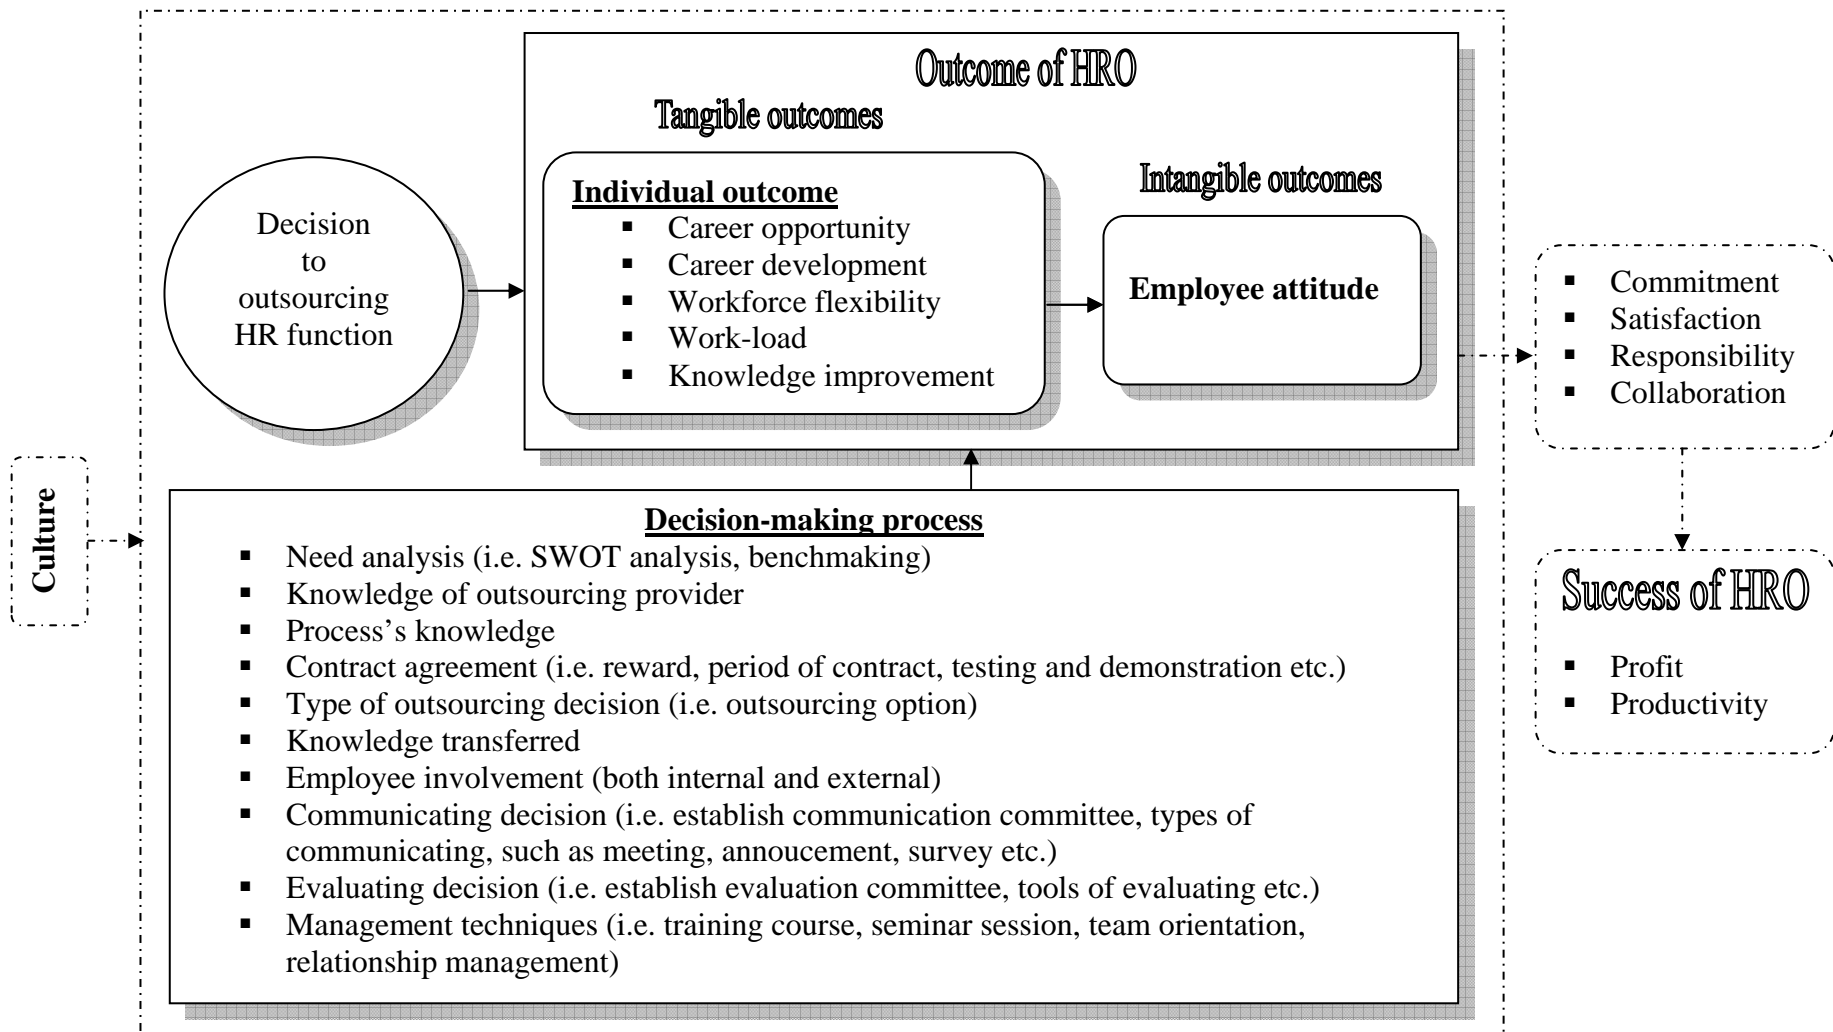 Outcome of HRO
Tangible outcomes
Intangible outcomes
Decision
to
outsourcing
HR function
Individual outcome
▪ Career opportunity
▪ Career development
▪ Workforce flexibility
▪ Work-load
▪ Knowledge improvement
Employee attitude
▪ Commitment
▪ Satisfaction
▪ Responsibility
▪ Collaboration
Culture
Decision-making process
▪ Need analysis (i.e. SWOT analysis, benchmaking)
▪ Knowledge of outsourcing provider
▪ Process’s knowledge
▪ Contract agreement (i.e. reward, period of contract, testing and demonstration etc.)
▪ Type of outsourcing decision (i.e. outsourcing option)
▪ Knowledge transferred
▪ Employee involvement (both internal and external)
▪ Communicating decision (i.e. establish communication committee, types of
communicating, such as meeting, annoucement, survey etc.)
▪ Evaluating decision (i.e. establish evaluation committee, tools of evaluating etc.)
▪ Management techniques (i.e. training course, seminar session, team orientation,
relationship management)
Success of HRO
▪ Profit
▪ Productivity